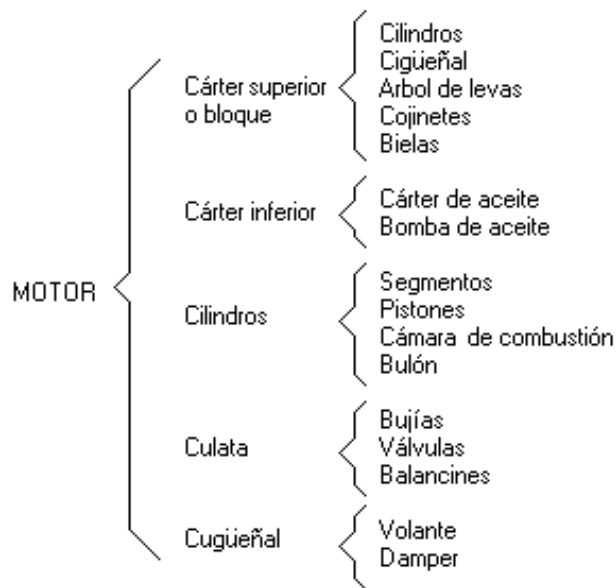 MOTOR
Cárter superior
o bloque
Cilindros
Cigüeñal
Arbol de levas
Cojinetes
Bielas
Cárter inferior
Cárter de aceite
Bomba de aceite
Cilindros
Segmentos
Pistones
Cámara de combustión
Bulón
Culata
Bujías
Válvulas
Balancines
Cugüeñal
Volante
Damper